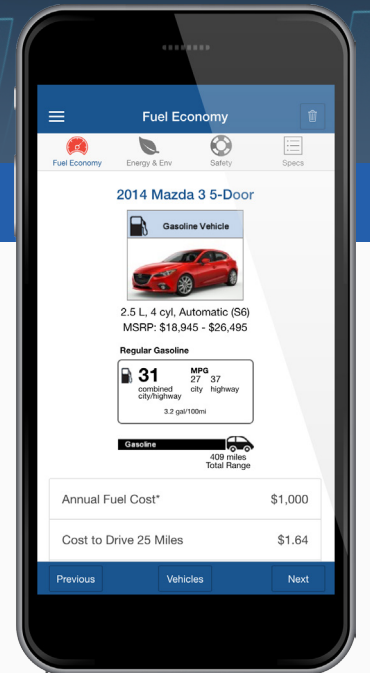 Fuel Economy
Fuel Economy Energy & Env Safety Specs
2014 Mazda 3 5-Door
Gasoline Vehicle
2.5 L, 4 cyl, Automatic (S6)
MSRP: $18,945 - $26,495
Regular Gasoline
31 MPG
27 37
combined city highway
city/highway
3.2 gal/100mi
Gasoline
409 miles
Total Range
Annual Fuel Cost* $1,000
Cost to Drive 25 Miles $1.64
Previous Vehicles Next